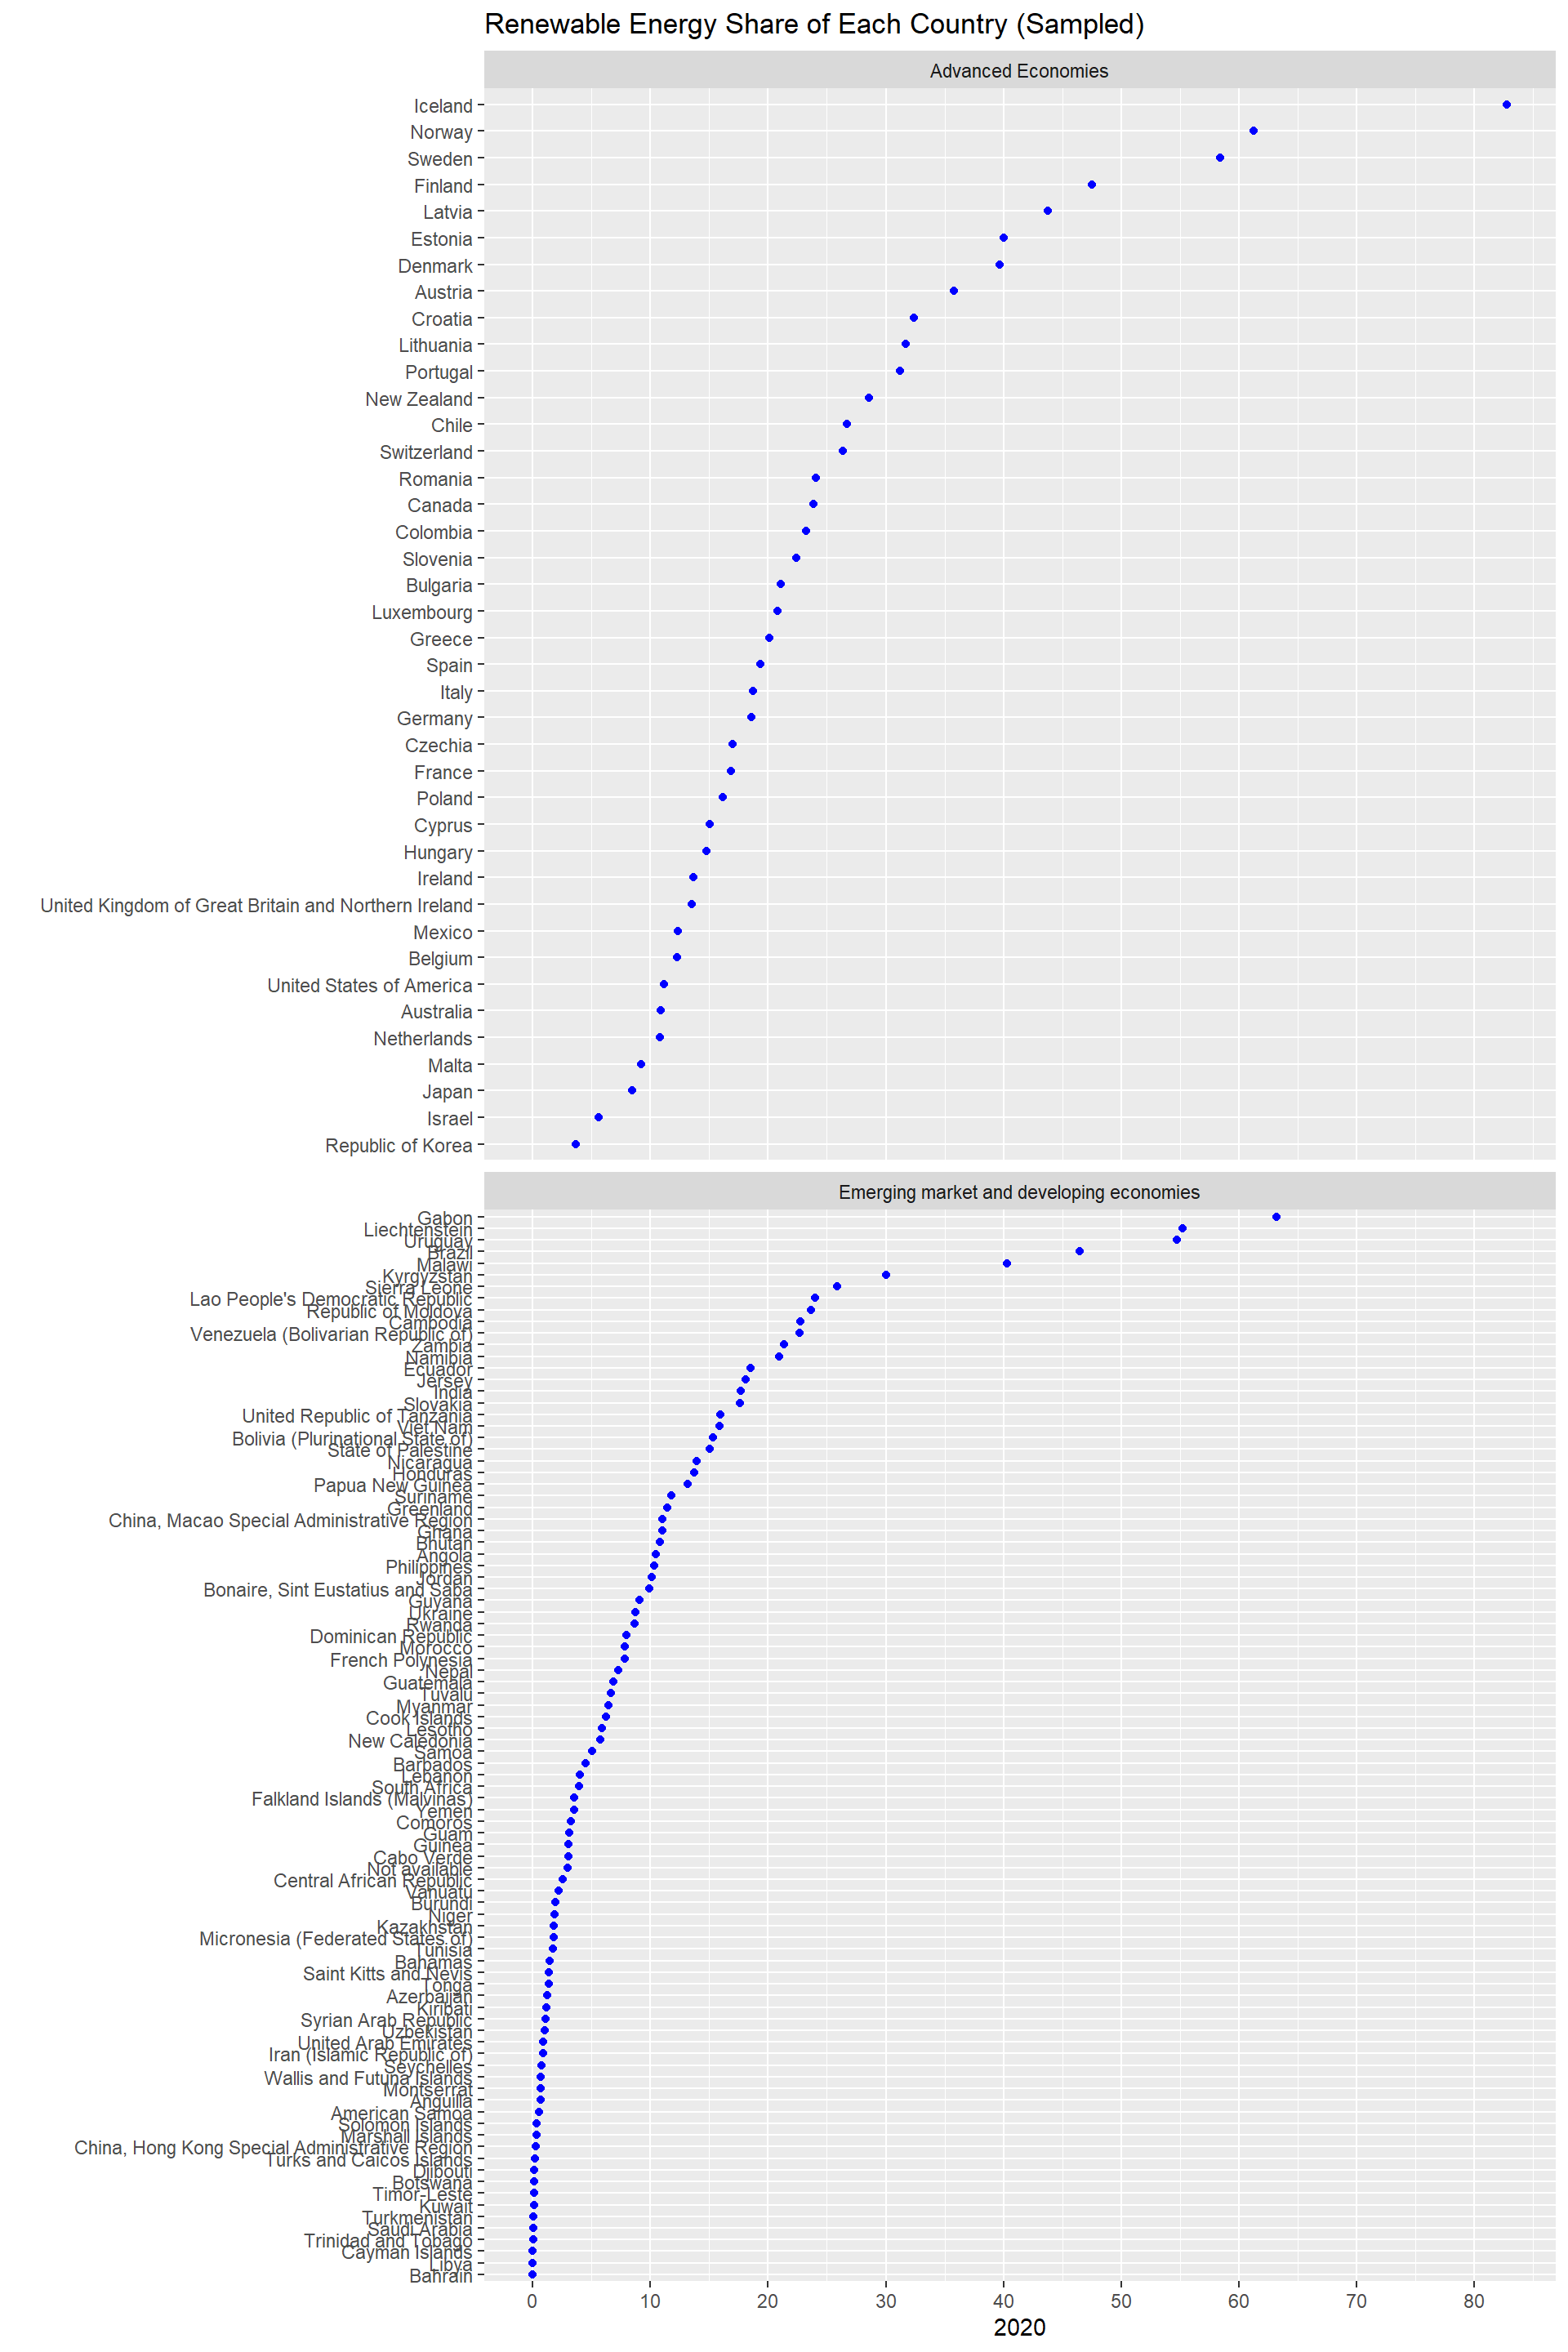 Renewable Energy Share of Each Country (Sampled)
Advanced Economies
Iceland
Norway
Sweden
Finland
Latvia
Estonia
Denmark
Austria
Croatia
Lithuania
Portugal
New Zealand
Chile
Switzerland
Romania
Canada
Colombia
Slovenia
Bulgaria
Luxembourg
Greece
Spain
Italy
Germany
Czechia
France
Poland
Cyprus
Hungary
Ireland
United Kingdom of Great Britain and Northern Ireland
Mexico
Belgium
United States of America
Australia
Netherlands
Malta
Japan
Israel
Republic of Korea
Emerging market and developing economies
Gabon
Liechtenstein
Uruguay
Brazil
Malawi
Kyrgyzstan
Sierra Leone
Lao People's Democratic Republic
Republic of Moldova
Cambodia
Venezuela (Bolivarian Republic of)
Zambia
Namibia
Ecuador
Jersey
India
Slovakia
United Republic of Tanzania
Viet Nam
Bolivia (Plurinational State of)
State of Palestine
Nicaragua
Honduras
Papua New Guinea
Suriname
Greenland
China, Macao Special Administrative Region
Ghana
Bhutan
Angola
Philippines
Jordan
Bonaire, Sint Eustatius and Saba
Guyana
Ukraine
Rwanda
Dominican Republic
Morocco
French Polynesia
Nepal
Guatemala
Tuvalu
Myanmar
Cook Islands
Lesotho
New Caledonia
Samoa
Barbados
Lebanon
South Africa
Falkland Islands (Malvinas)
Yemen
Comoros
Guam
Guinea
Cabo Verde
Not available
Central African Republic
Vanuatu
Burundi
Niger
Kazakhstan
Micronesia (Federated States of)
Tunisia
Bahamas
Saint Kitts and Nevis
Tonga
Azerbaijan
Kiribati
Syrian Arab Republic
Uzbekistan
United Arab Emirates
Iran (Islamic Republic of)
Seychelles
Wallis and Futuna Islands
Montserrat
Anguilla
American Samoa
Solomon Islands
Marshall Islands
China, Hong Kong Special Administrative Region
Turks and Caicos Islands
Djibouti
Botswana
Timor-Leste
Kuwait
Turkmenistan
Saudi Arabia
Trinidad and Tobago
Cayman Islands
Libya
Bahrain
0 10 20 30 40 50 60 70 80
2020